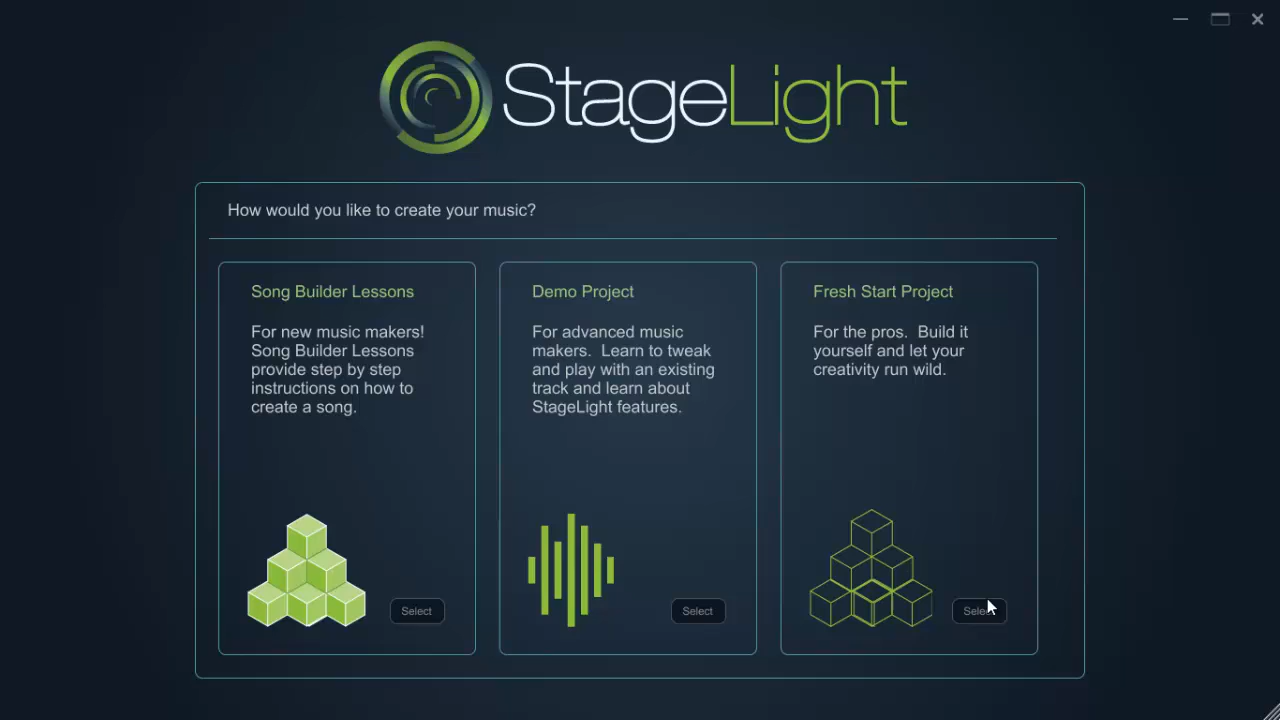 StageLight
How would you like to create your music?
Song Builder Lessons
For new music makers!
Song Builder Lessons
provide step by step
instructions on how to
create a song.
Select
Demo Project
For advanced music
makers.  Learn to tweak
and play with an existing
track and learn about
StageLight features.
Select
Fresh Start Project
For the pros.  Build it
yourself and let your
creativity run wild.
Select